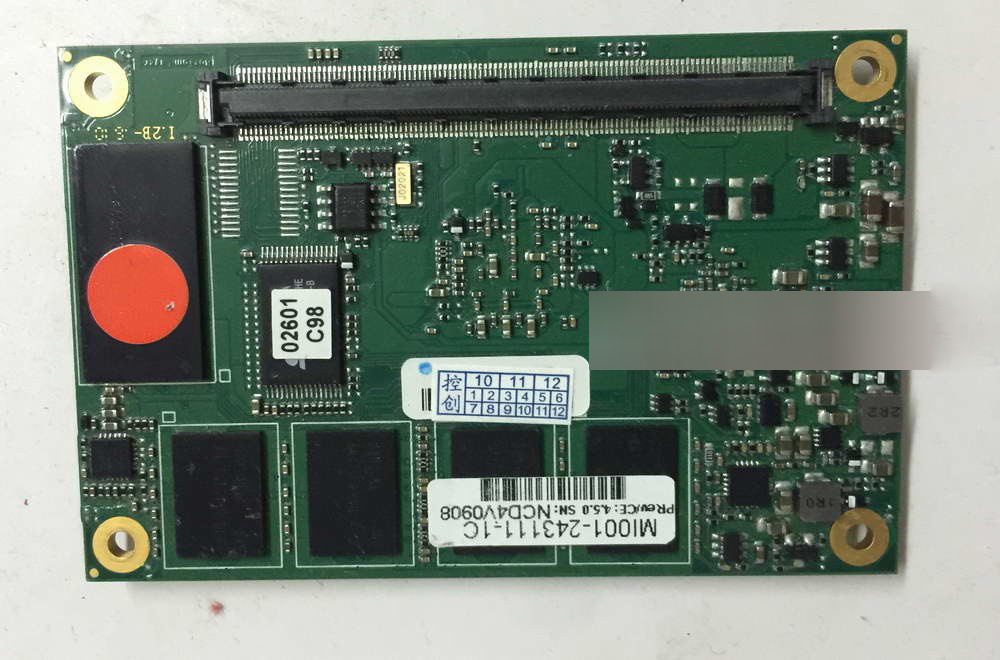 I.2B-
J02021
02601
C98
控创
10 11 12
1 2 3 4 5 6
7 8 9 10 11 12
2R2
1R0
MI001-243111-1C
PRev/CE: 4.5.0 SN: NCD4V0908